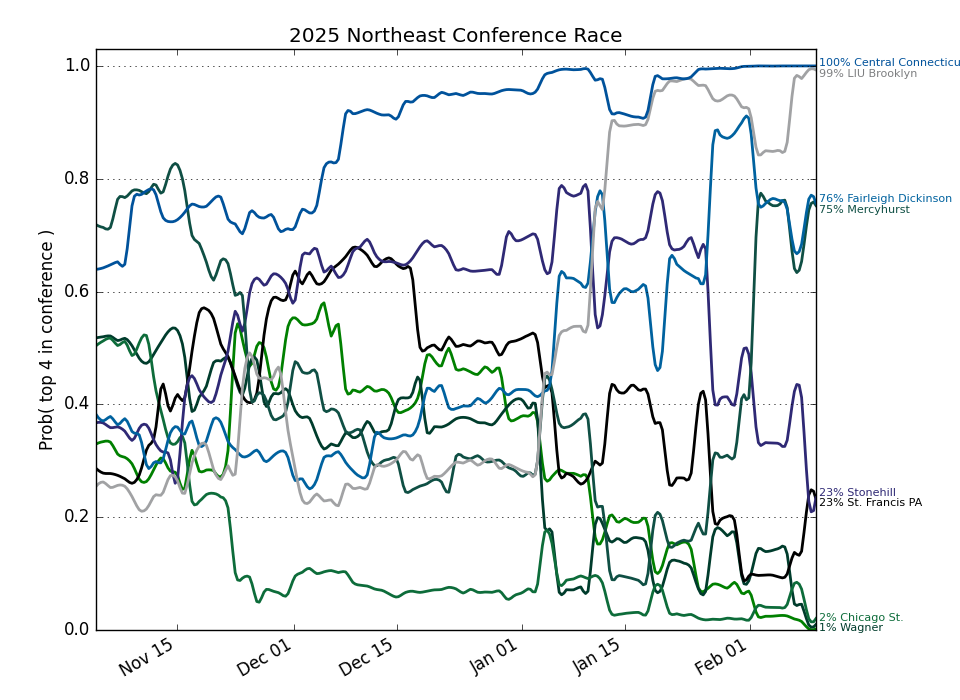 2025 Northeast Conference Race
Prob( top 4 in conference )
1.0
0.8
0.6
0.4
0.2
0.0
Nov 15
Dec 01
Dec 15
Jan 01
Jan 15
Feb 01
100% Central Connecticu
99% LIU Brooklyn
76% Fairleigh Dickinson
75% Mercyhurst
23% Stonehill
23% St. Francis PA
2% Chicago St.
1% Wagner